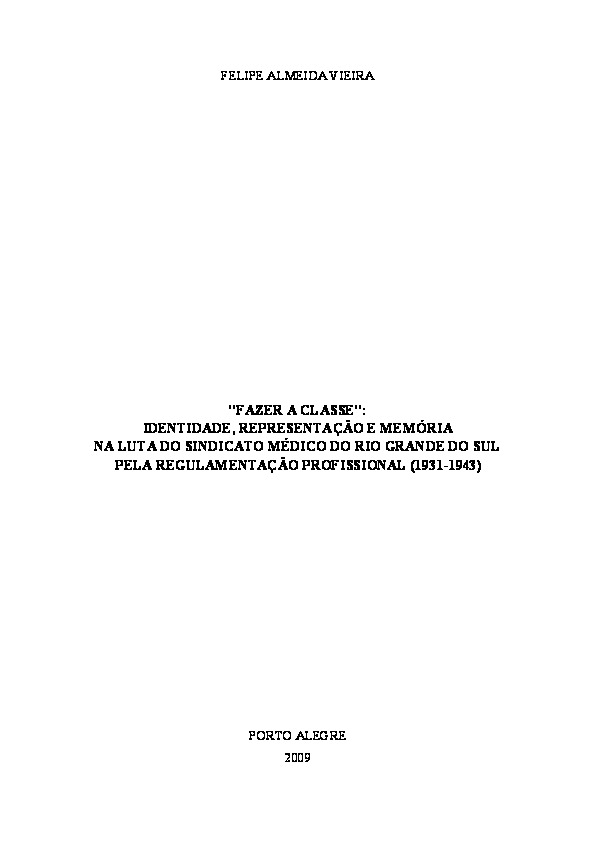 FELIPE ALMEIDA VIEIRA
"FAZER A CLASSE":
IDENTIDADE, REPRESENTAÇÃO E MEMÓRIA
NA LUTA DO SINDICATO MÉDICO DO RIO GRANDE DO SUL
PELA REGULAMENTAÇÃO PROFISSIONAL (1931-1943)
PORTO ALEGRE
2009